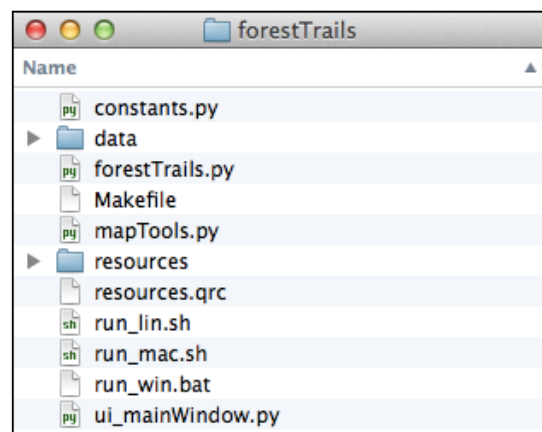 forestTrails
Name
py constants.py
data
py forestTrails.py
Makefile
py mapTools.py
resources
resources.qrc
sh run_lin.sh
sh run_mac.sh
run_win.bat
py ui_mainWindow.py